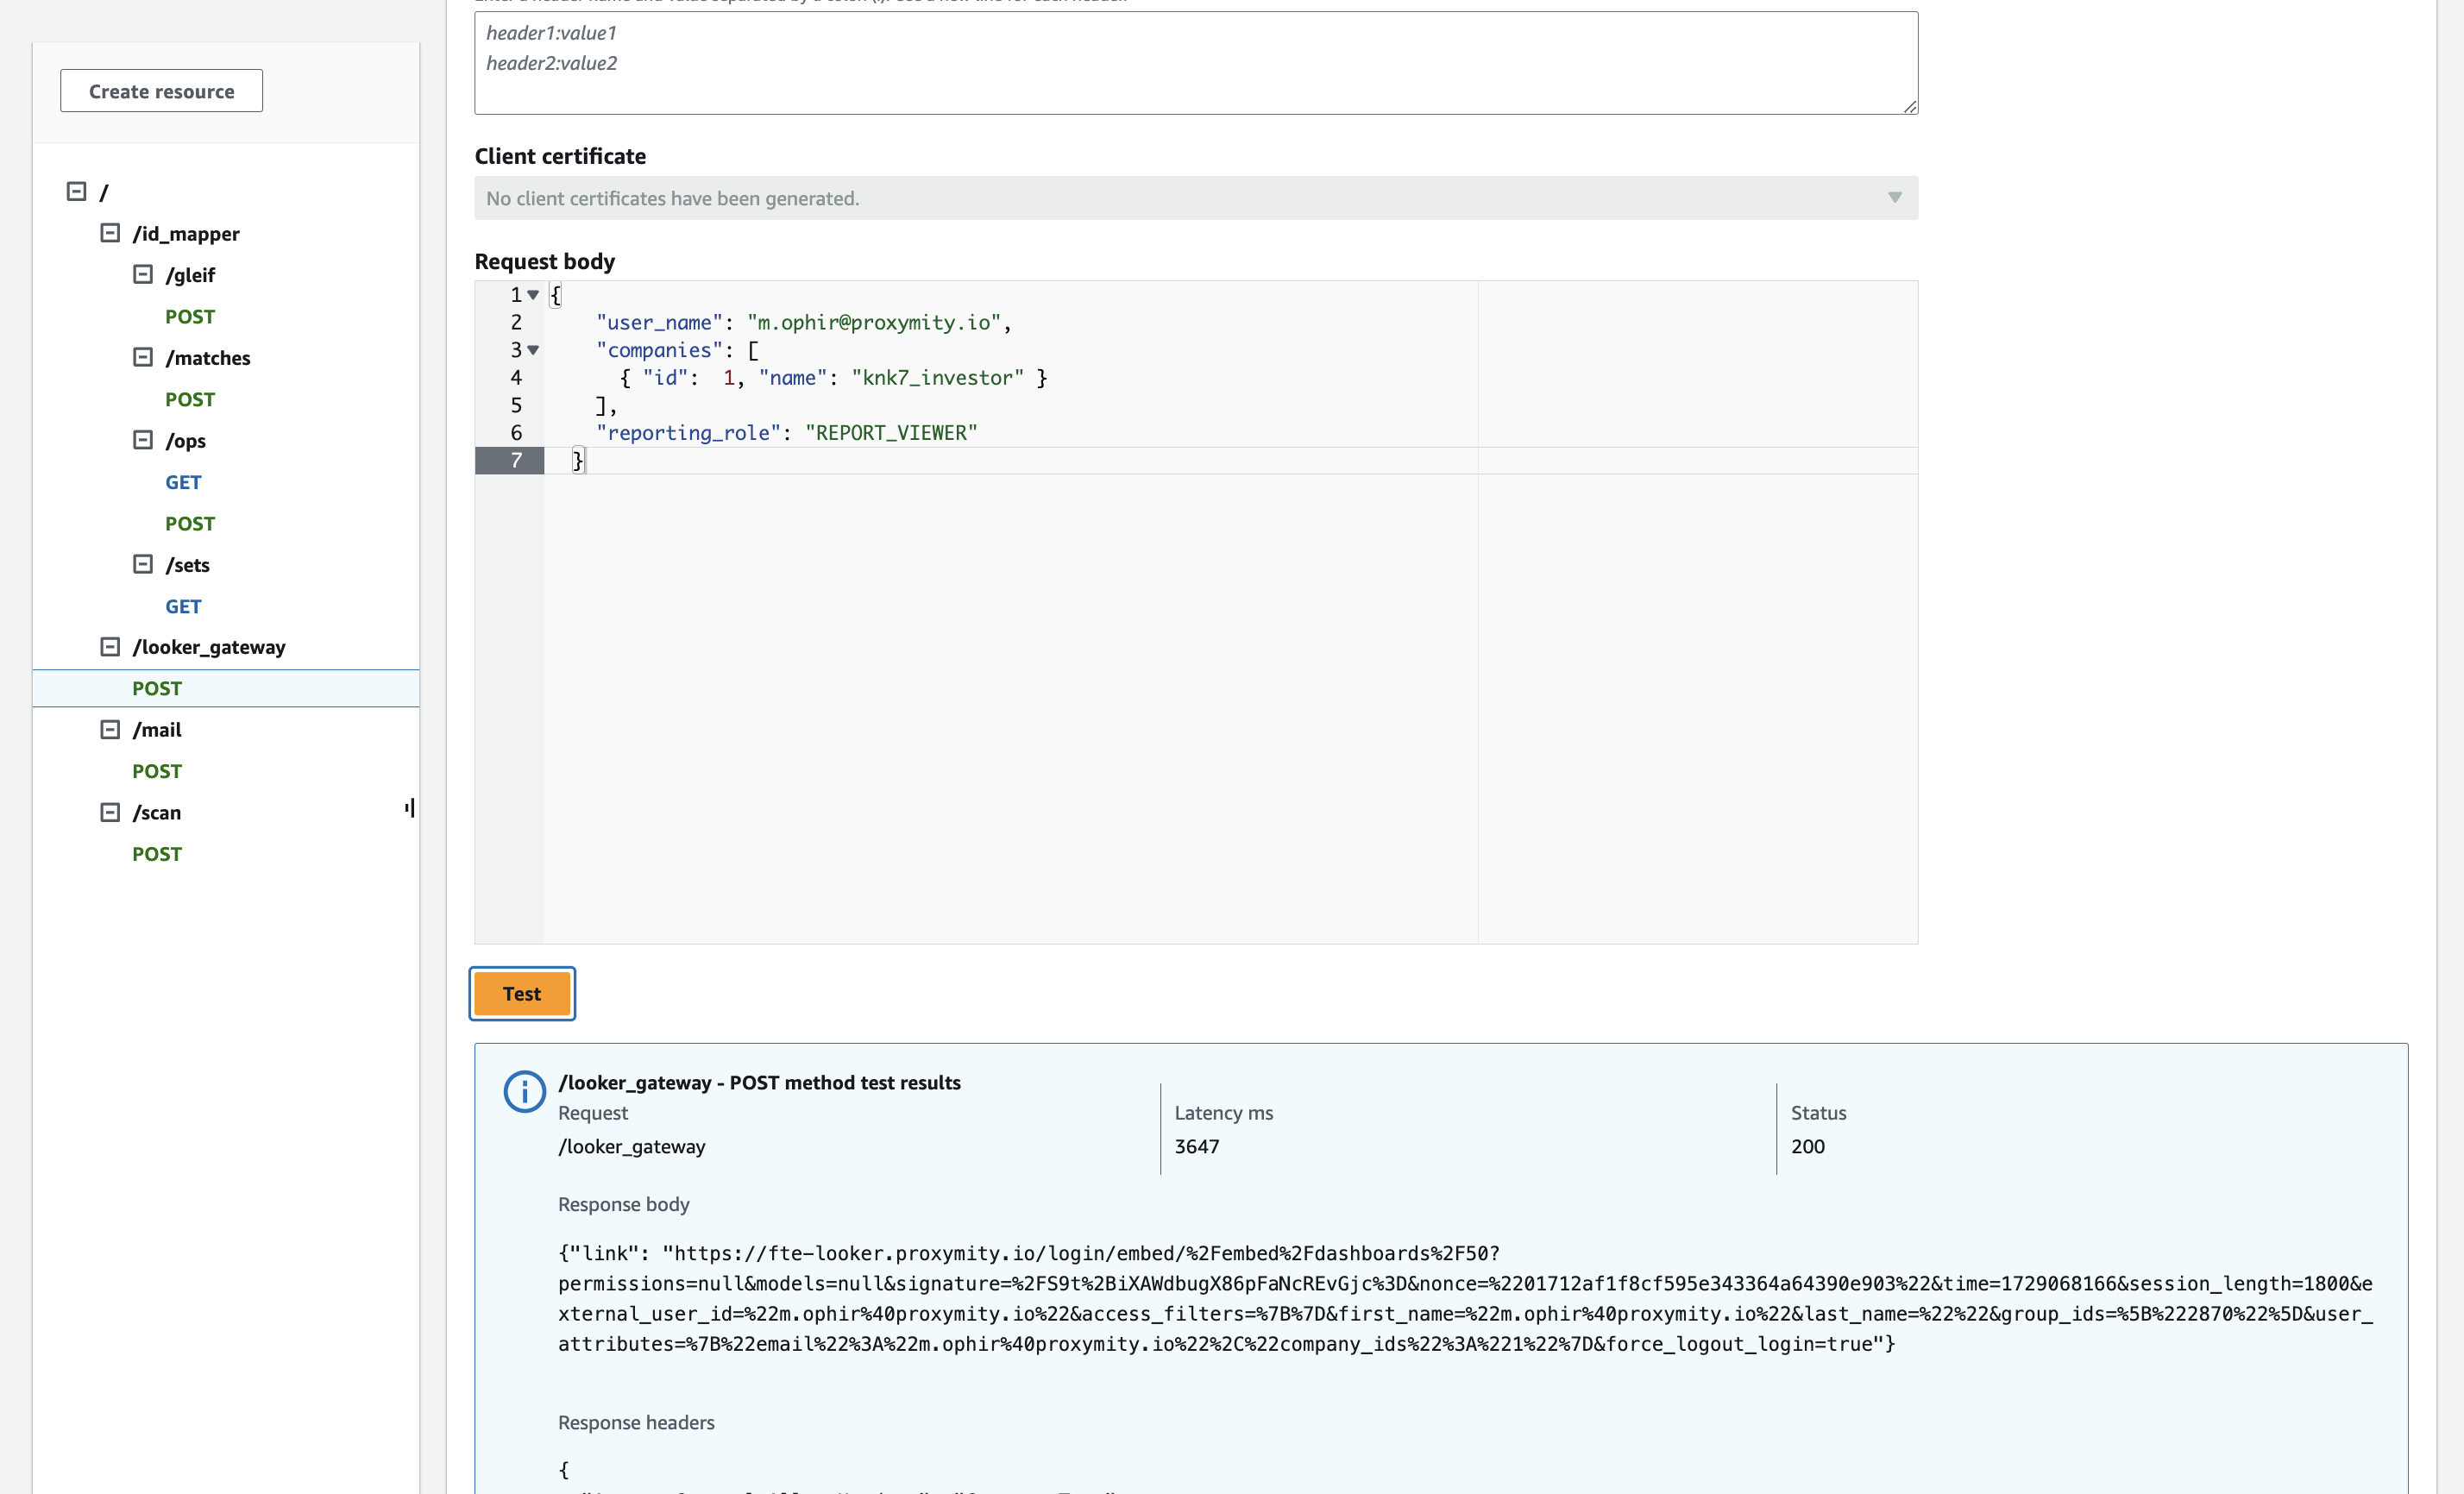 Create resource
/
/id_mapper
/gleif
POST
/matches
POST
/ops
GET
POST
/sets
GET
/looker_gateway
POST
/mail
POST
/scan
POST
header1:value1
header2:value2
Client certificate
No client certificates have been generated.
Request body
1 {
2 "user_name": "m.ophir@proxymity.io",
3 "companies": [
4 { "id": 1, "name": "knk7_investor" }
5 ],
6 "reporting_role": "REPORT_VIEWER"
7 }
Test
/looker_gateway - POST method test results
Request
/looker_gateway
Latency ms
3647
Status
200
Response body
{"link": "https://fte-looker.proxymity.io/login/embed/%2Fembed%2Fdashboards%2F50?
permissions=null&models=null&signature=%2FS9t%2BiXAWdbugX86pFaNcREvGjc%3D&nonce=%2201712af1f8cf595e343364a64390e903%22&time=1729068166&session_length=1800&e
xternal_user_id=%22m.ophir%40proxymity.io%22&access_filters=%7B%7D&first_name=%22m.ophir%40proxymity.io%22&last_name=%22%22&group_ids=%5B%222870%22%5D&user_
attributes=%7B%22email%22%3A%22m.ophir%40proxymity.io%22%2C%22company_ids%22%3A%221%22%7D&force_logout_login=true"}
Response headers
{